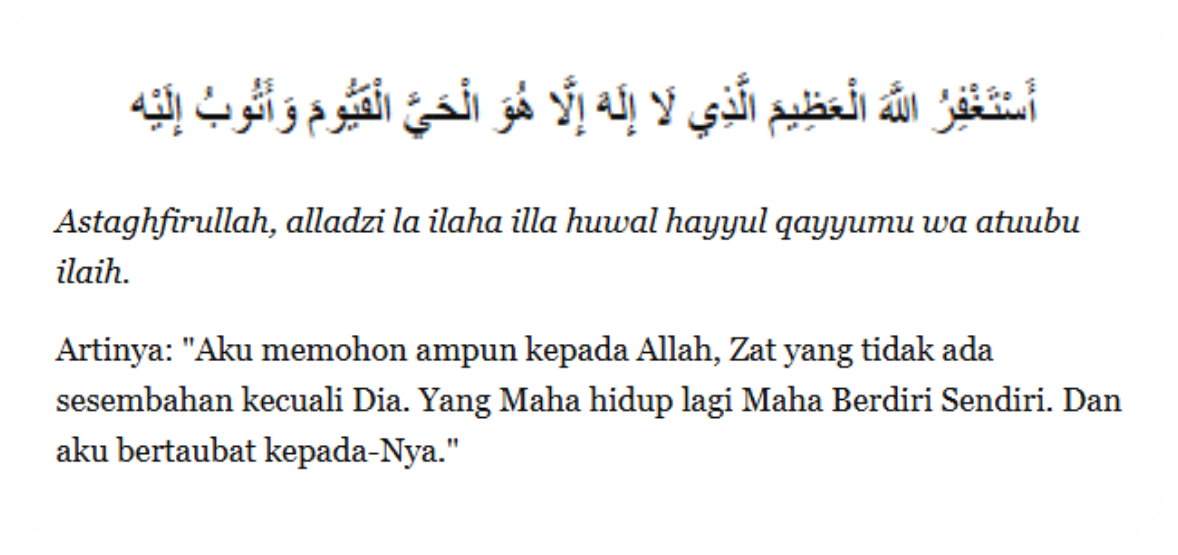 أَسْتَغْفِرُ اللَّهَ الْعَظِيمَ الَّذِي لَا إِلَهَ إِلَّا هُوَ الْحَيَّ الْقَيُّومَ وَأَتُّوبُ إِلَيْه
Astaghfirullah, alladzi la ilaha illa huwal hayyul qayyumu wa atuubu
ilaih.
Artinya: "Aku memohon ampun kepada Allah, Zat yang tidak ada
sesembahan kecuali Dia. Yang Maha hidup lagi Maha Berdiri Sendiri. Dan
aku bertaubat kepada-Nya."